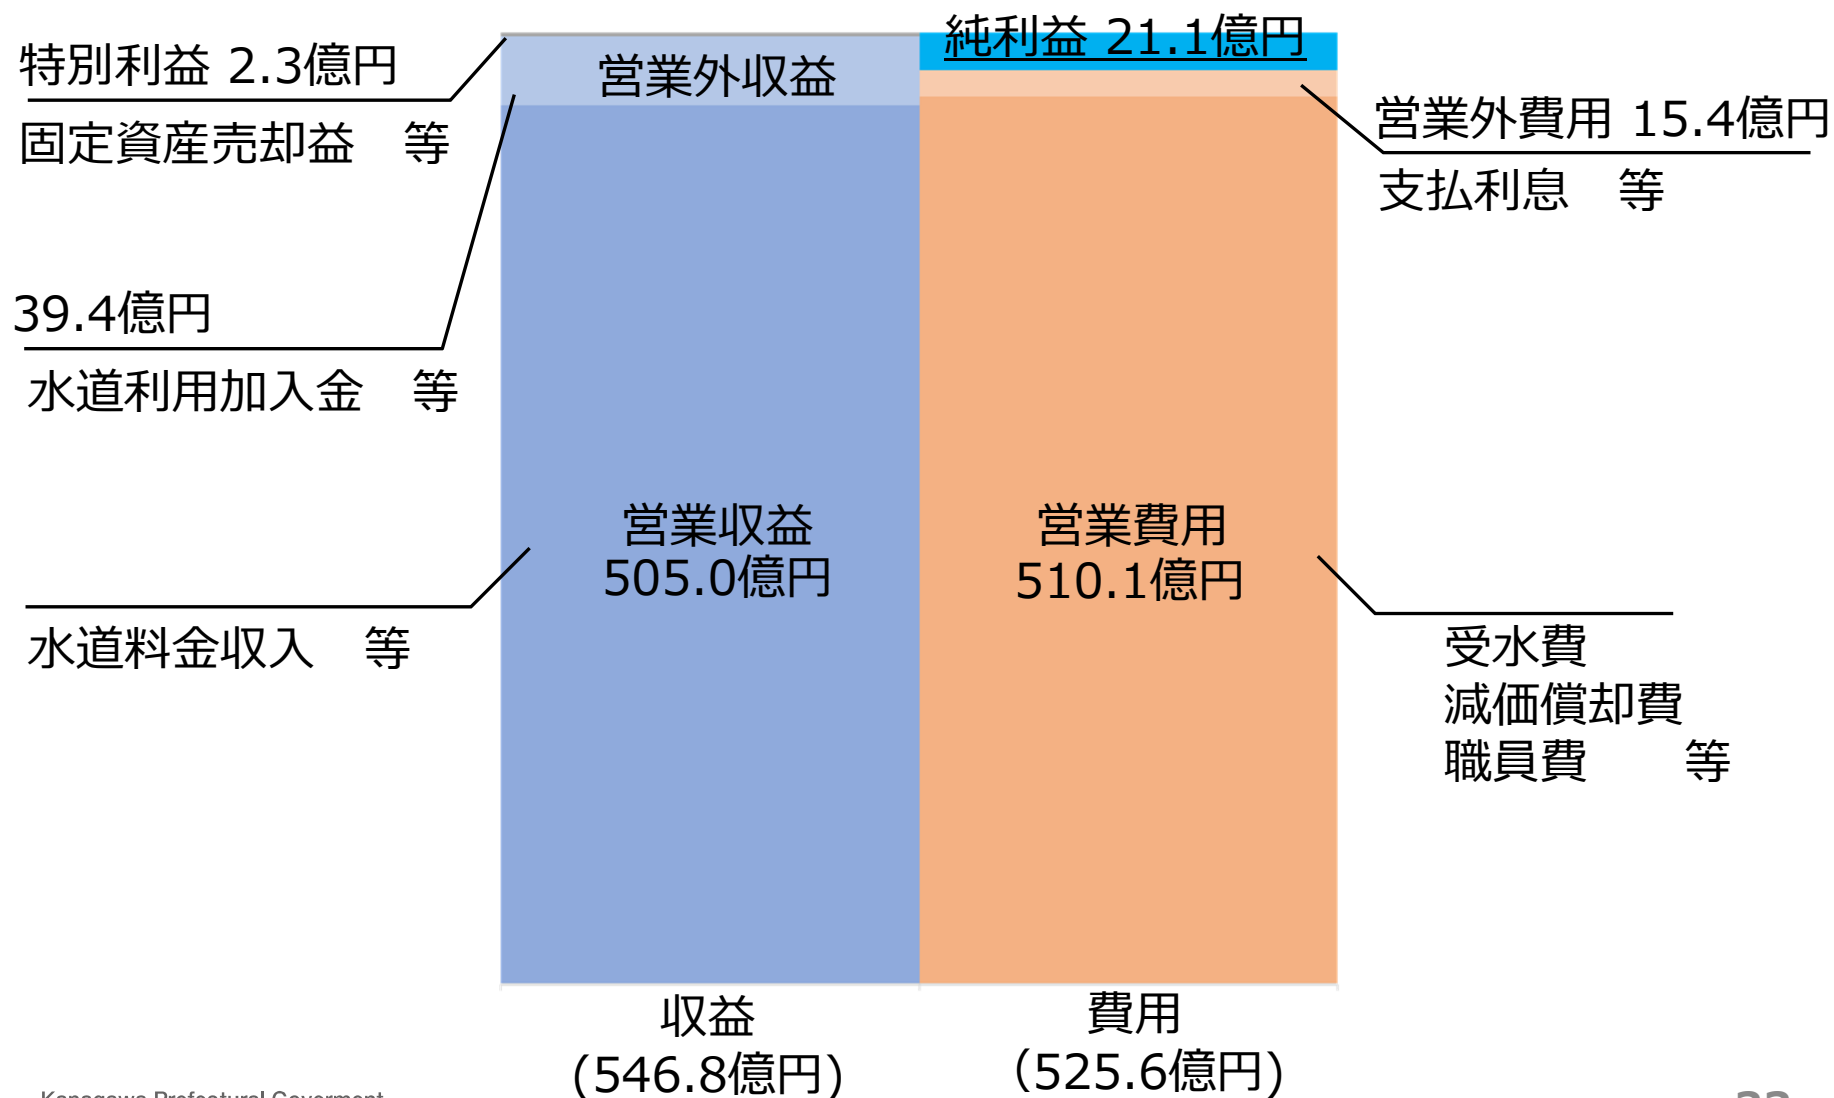 特別利益 2.3億円
固定資産売却益　等
39.4億円
水道利用加入金　等
水道料金収入　等
営業外収益
営業収益
505.0億円
純利益 21.1億円
営業費用
510.1億円
営業外費用 15.4億円
支払利息　等
受水費
減価償却費
職員費　　等
収益
(546.8億円)
費用
（525.6億円)
Kanagawa Prefectural Goverment